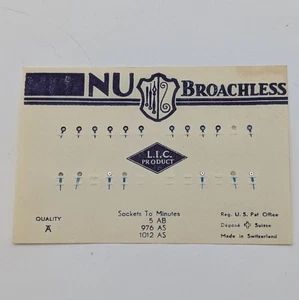 NU BROACHLESS
L.I.C.
PRODUCT
QUALITY
A
Sockets To Minutes
5 AB
976 AS
1012 AS
Reg. U. S. Pat Office
Déposé Suisse
Made in Switzerland